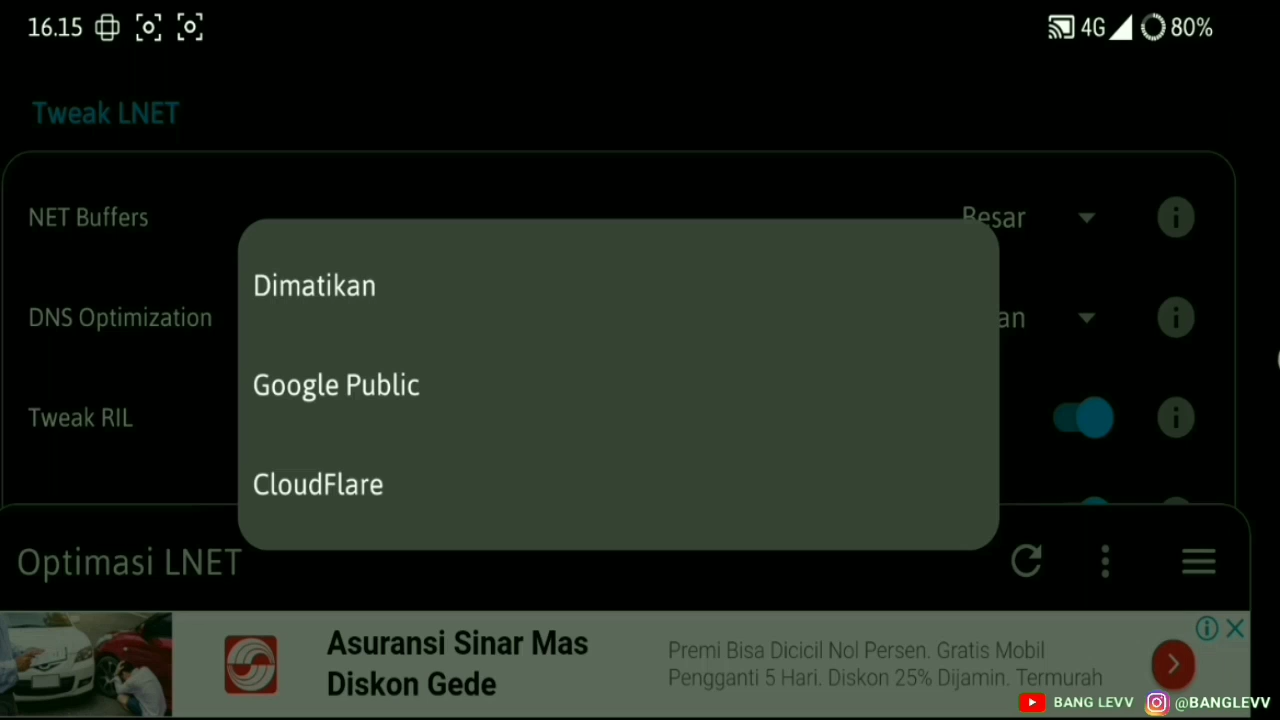 16.15
4G
80%
Tweak LNET
NET Buffers
Besar
Dimatikan
DNS Optimization
an
Google Public
Tweak RIL
CloudFlare
Optimasi LNET
Asuransi Sinar Mas
Diskon Gede
Premi Bisa Dicicil Nol Persen. Gratis Mobil
Pengganti 5 Hari. Diskon 25% Dijamin. Termurah
BANG LEVV
@BANGLEVV